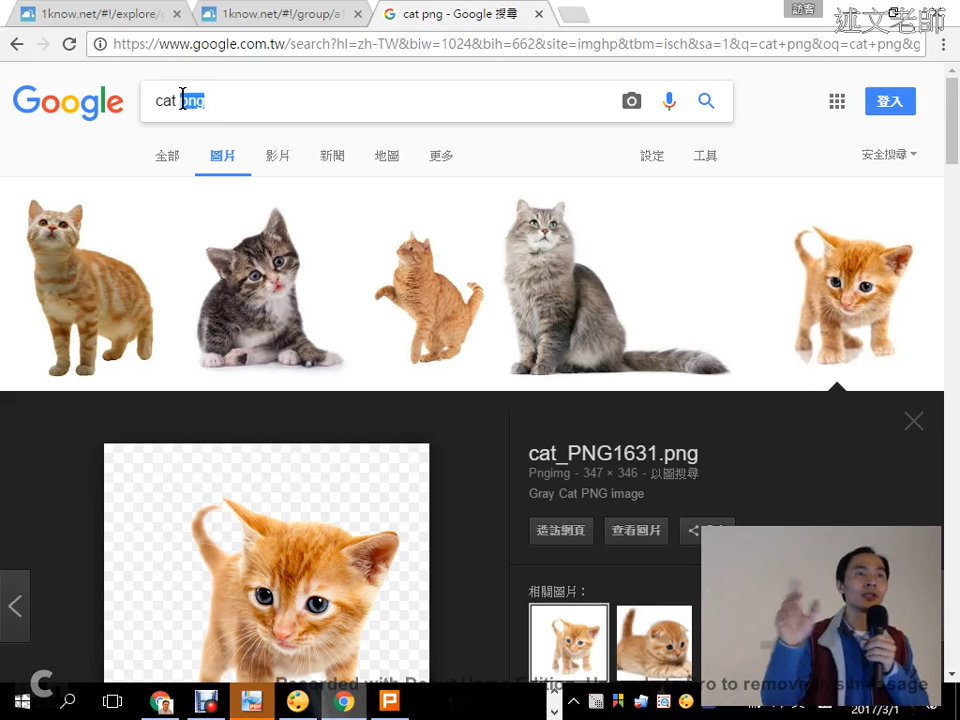 1know.net/#!/explore/g
1know.net/#!/group/a1
cat png - Google 搜尋
訪客
述文老師
https://www.google.com.tw/search?hl=zh-TW&biw=1024&bih=662&site=imghp&tbm=isch&sa=1&q=cat+png&oq=cat+png&g
Google
cat png
登入
全部
圖片
影片
新聞
地圖
更多
設定
工具
安全搜尋
cat_PNG1631.png
Pngimg - 347 × 346 - 以圖搜尋
Gray Cat PNG image
造訪網頁
查看圖片
相關圖片：
2017/3/1